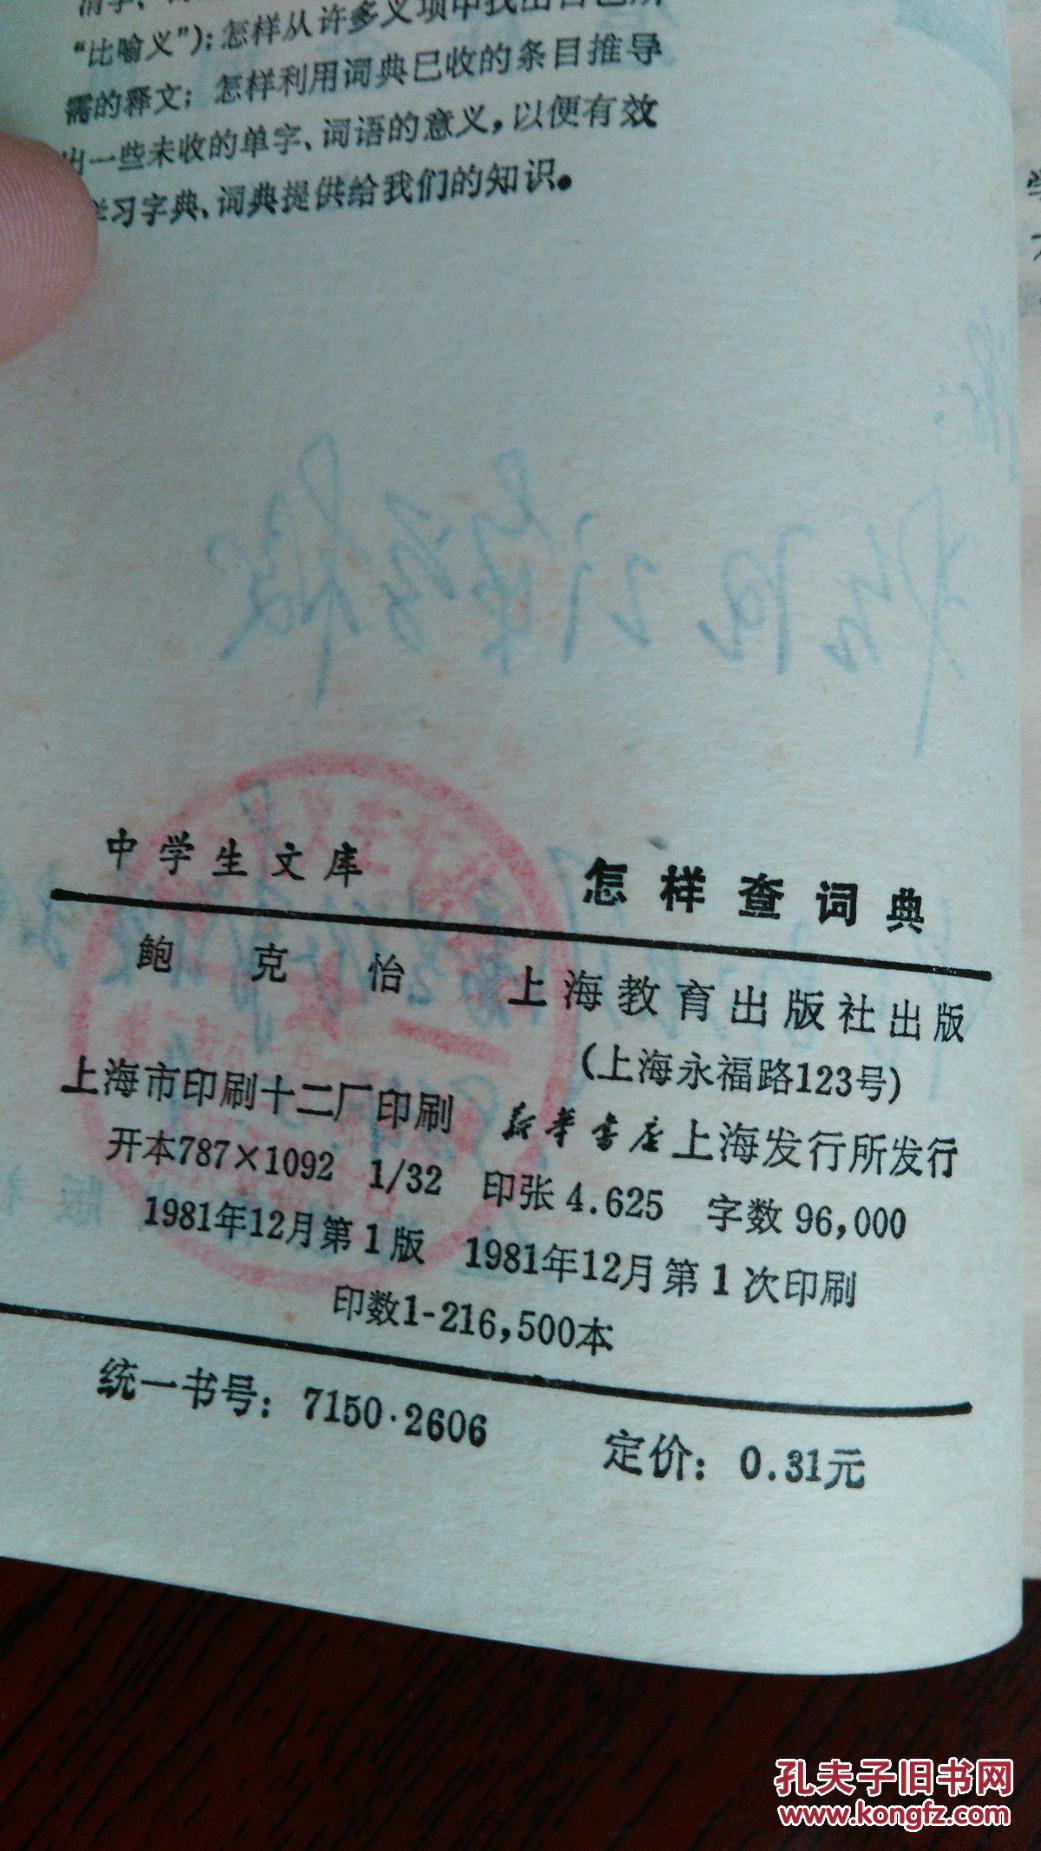 “比喻义”)；怎样从许多义项中找出自己所
需的释文；怎样利用词典已收的条目推导
出一些未收的单字、词语的意义，以便有效
学习字典、词典提供给我们的知识。
中学生文库 怎样查词典
鲍克怡 上海教育出版社出版
(上海永福路123号)
上海市印刷十二厂印刷 新华书店上海发行所发行
开本787×1092 1/32 印张4.625 字数96,000
1981年12月第1版 1981年12月第1次印刷
印数1-216,500本
统一书号：7150·2606 定价：0.31元
孔夫子旧书网
www.kongfz.com